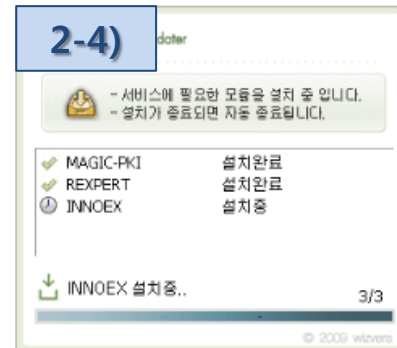 2-4)
dater
- 서비스에 필요한 모듈을 설치 중 입니다.
- 설치가 종료되면 자동 종료됩니다.
MAGIC-PKI 설치완료
REXPERT 설치완료
INNOEX 설치중
INNOEX 설치중..
3/3
© 2009 wizvera